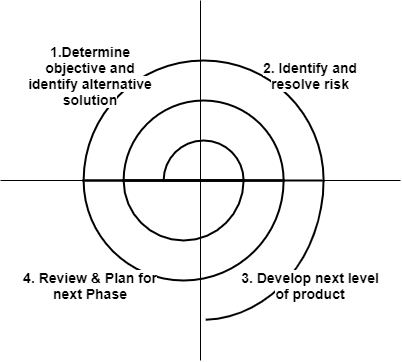 1.Determine
objective and
identify alternative
solution
2. Identify and
resolve risk
4. Review & Plan for
next Phase
3. Develop next level
of product